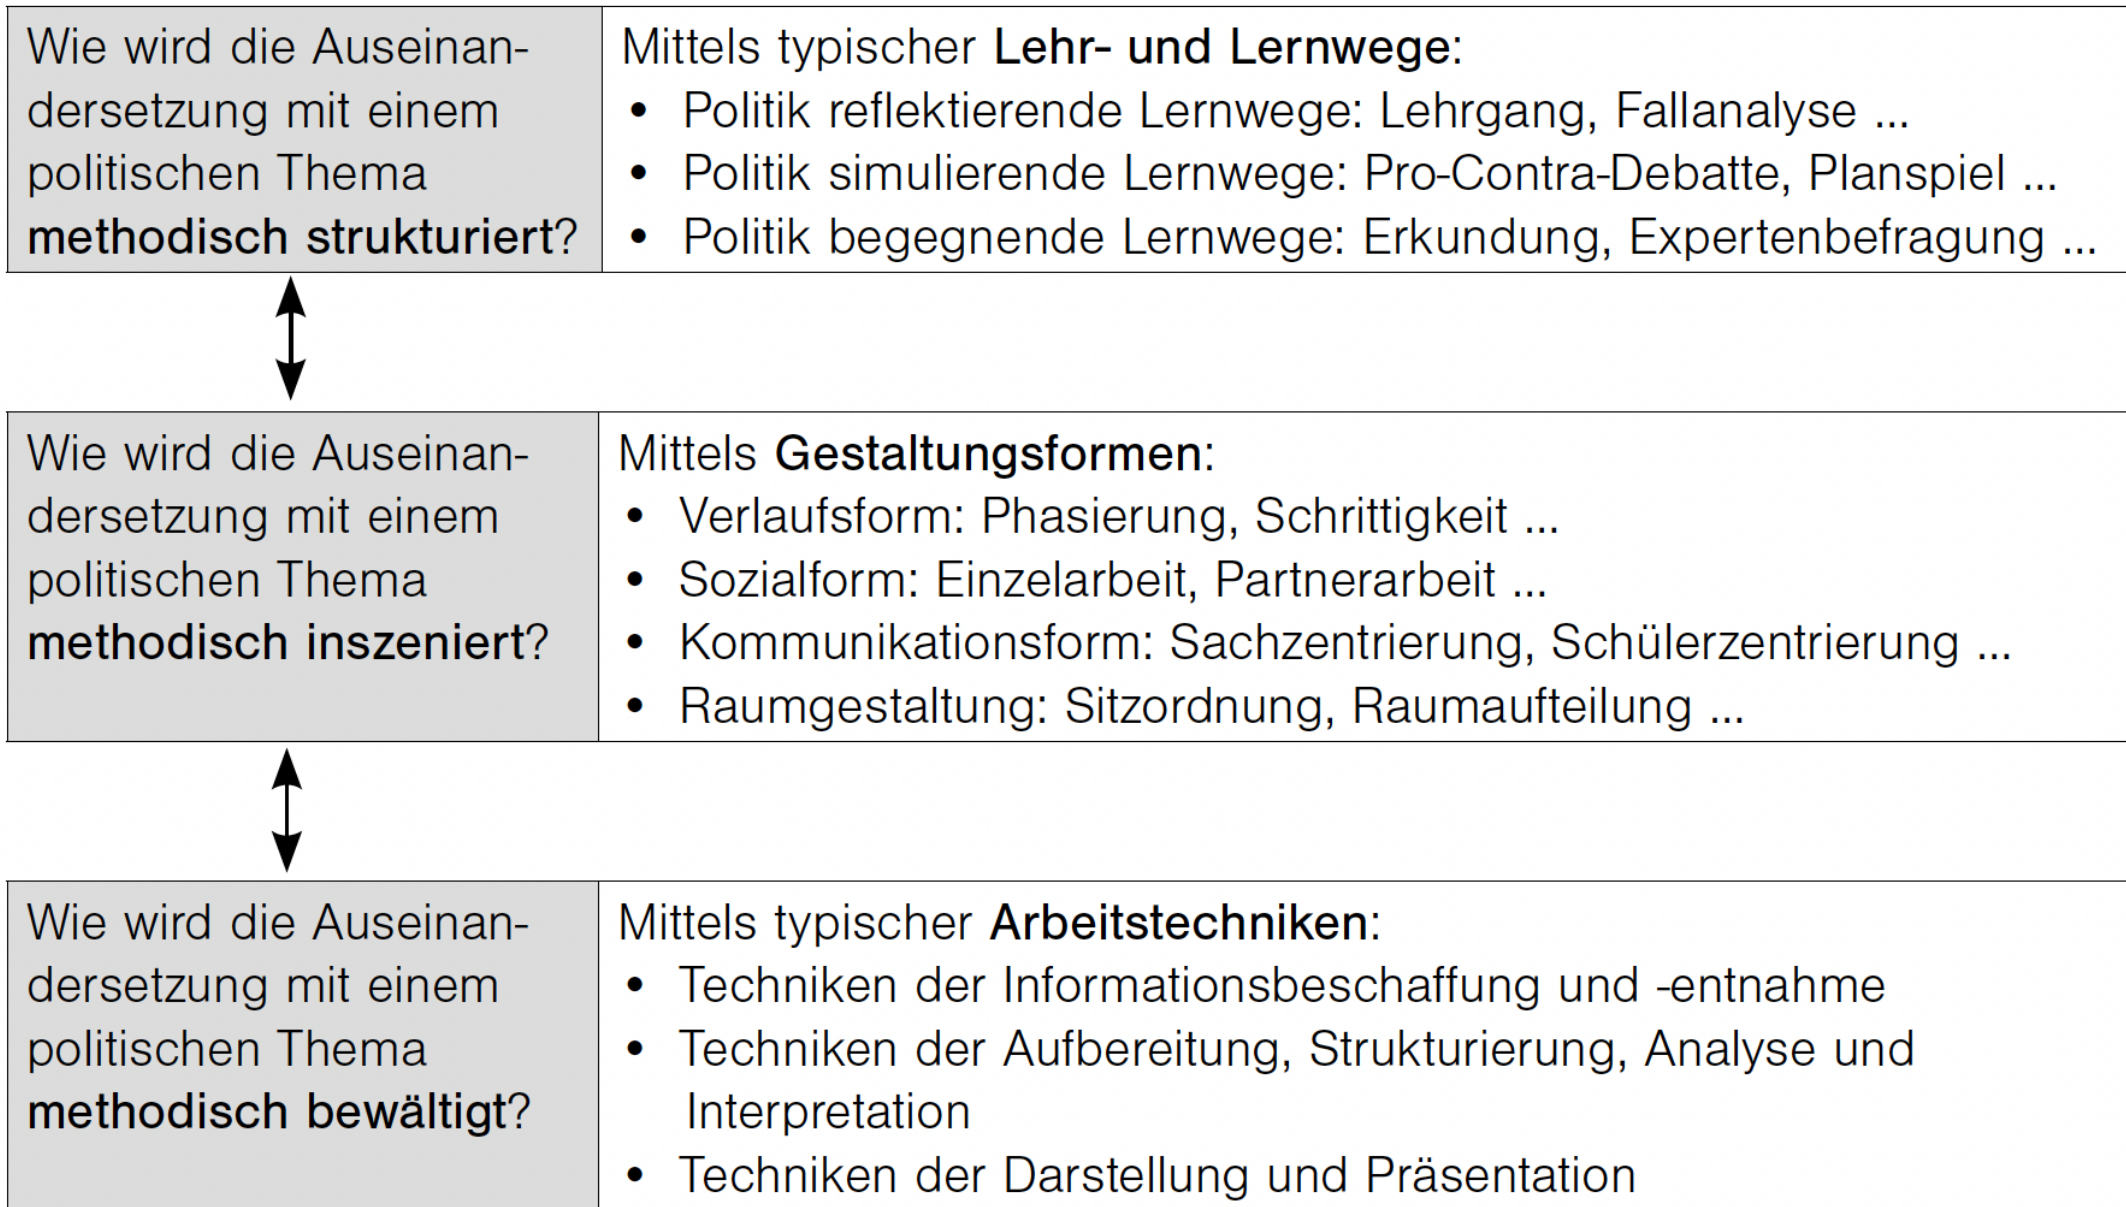 Wie wird die Auseinan-
dersetzung mit einem
politischen Thema
methodisch strukturiert?
Mittels typischer Lehr- und Lernwege:
• Politik reflektierende Lernwege: Lehrgang, Fallanalyse ...
• Politik simulierende Lernwege: Pro-Contra-Debatte, Planspiel ...
• Politik begegnende Lernwege: Erkundung, Expertenbefragung ...
Wie wird die Auseinan-
dersetzung mit einem
politischen Thema
methodisch inszeniert?
Mittels Gestaltungsformen:
• Verlaufsform: Phasierung, Schrittigkeit ...
• Sozialform: Einzelarbeit, Partnerarbeit ...
• Kommunikationsform: Sachzentrierung, Schülerzentrierung ...
• Raumgestaltung: Sitzordnung, Raumaufteilung ...
Wie wird die Auseinan-
dersetzung mit einem
politischen Thema
methodisch bewältigt?
Mittels typischer Arbeitstechniken:
• Techniken der Informationsbeschaffung und -entnahme
• Techniken der Aufbereitung, Strukturierung, Analyse und
Interpretation
• Techniken der Darstellung und Präsentation